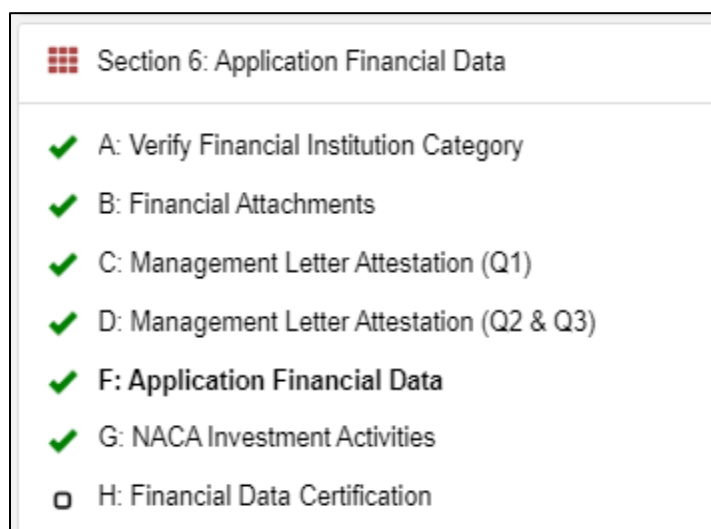 Section 6: Application Financial Data
A: Verify Financial Institution Category
B: Financial Attachments
C: Management Letter Attestation (Q1)
D: Management Letter Attestation (Q2 & Q3)
F: Application Financial Data
G: NACA Investment Activities
H: Financial Data Certification